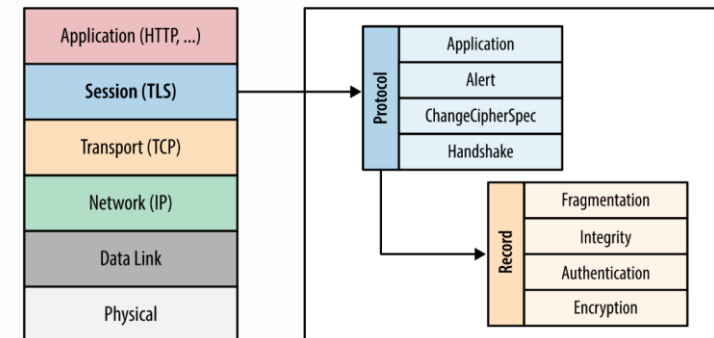 Application (HTTP, ...)
Session (TLS)
Transport (TCP)
Network (IP)
Data Link
Physical
Protocol
Application
Alert
ChangeCipherSpec
Handshake
Record
Fragmentation
Integrity
Authentication
Encryption